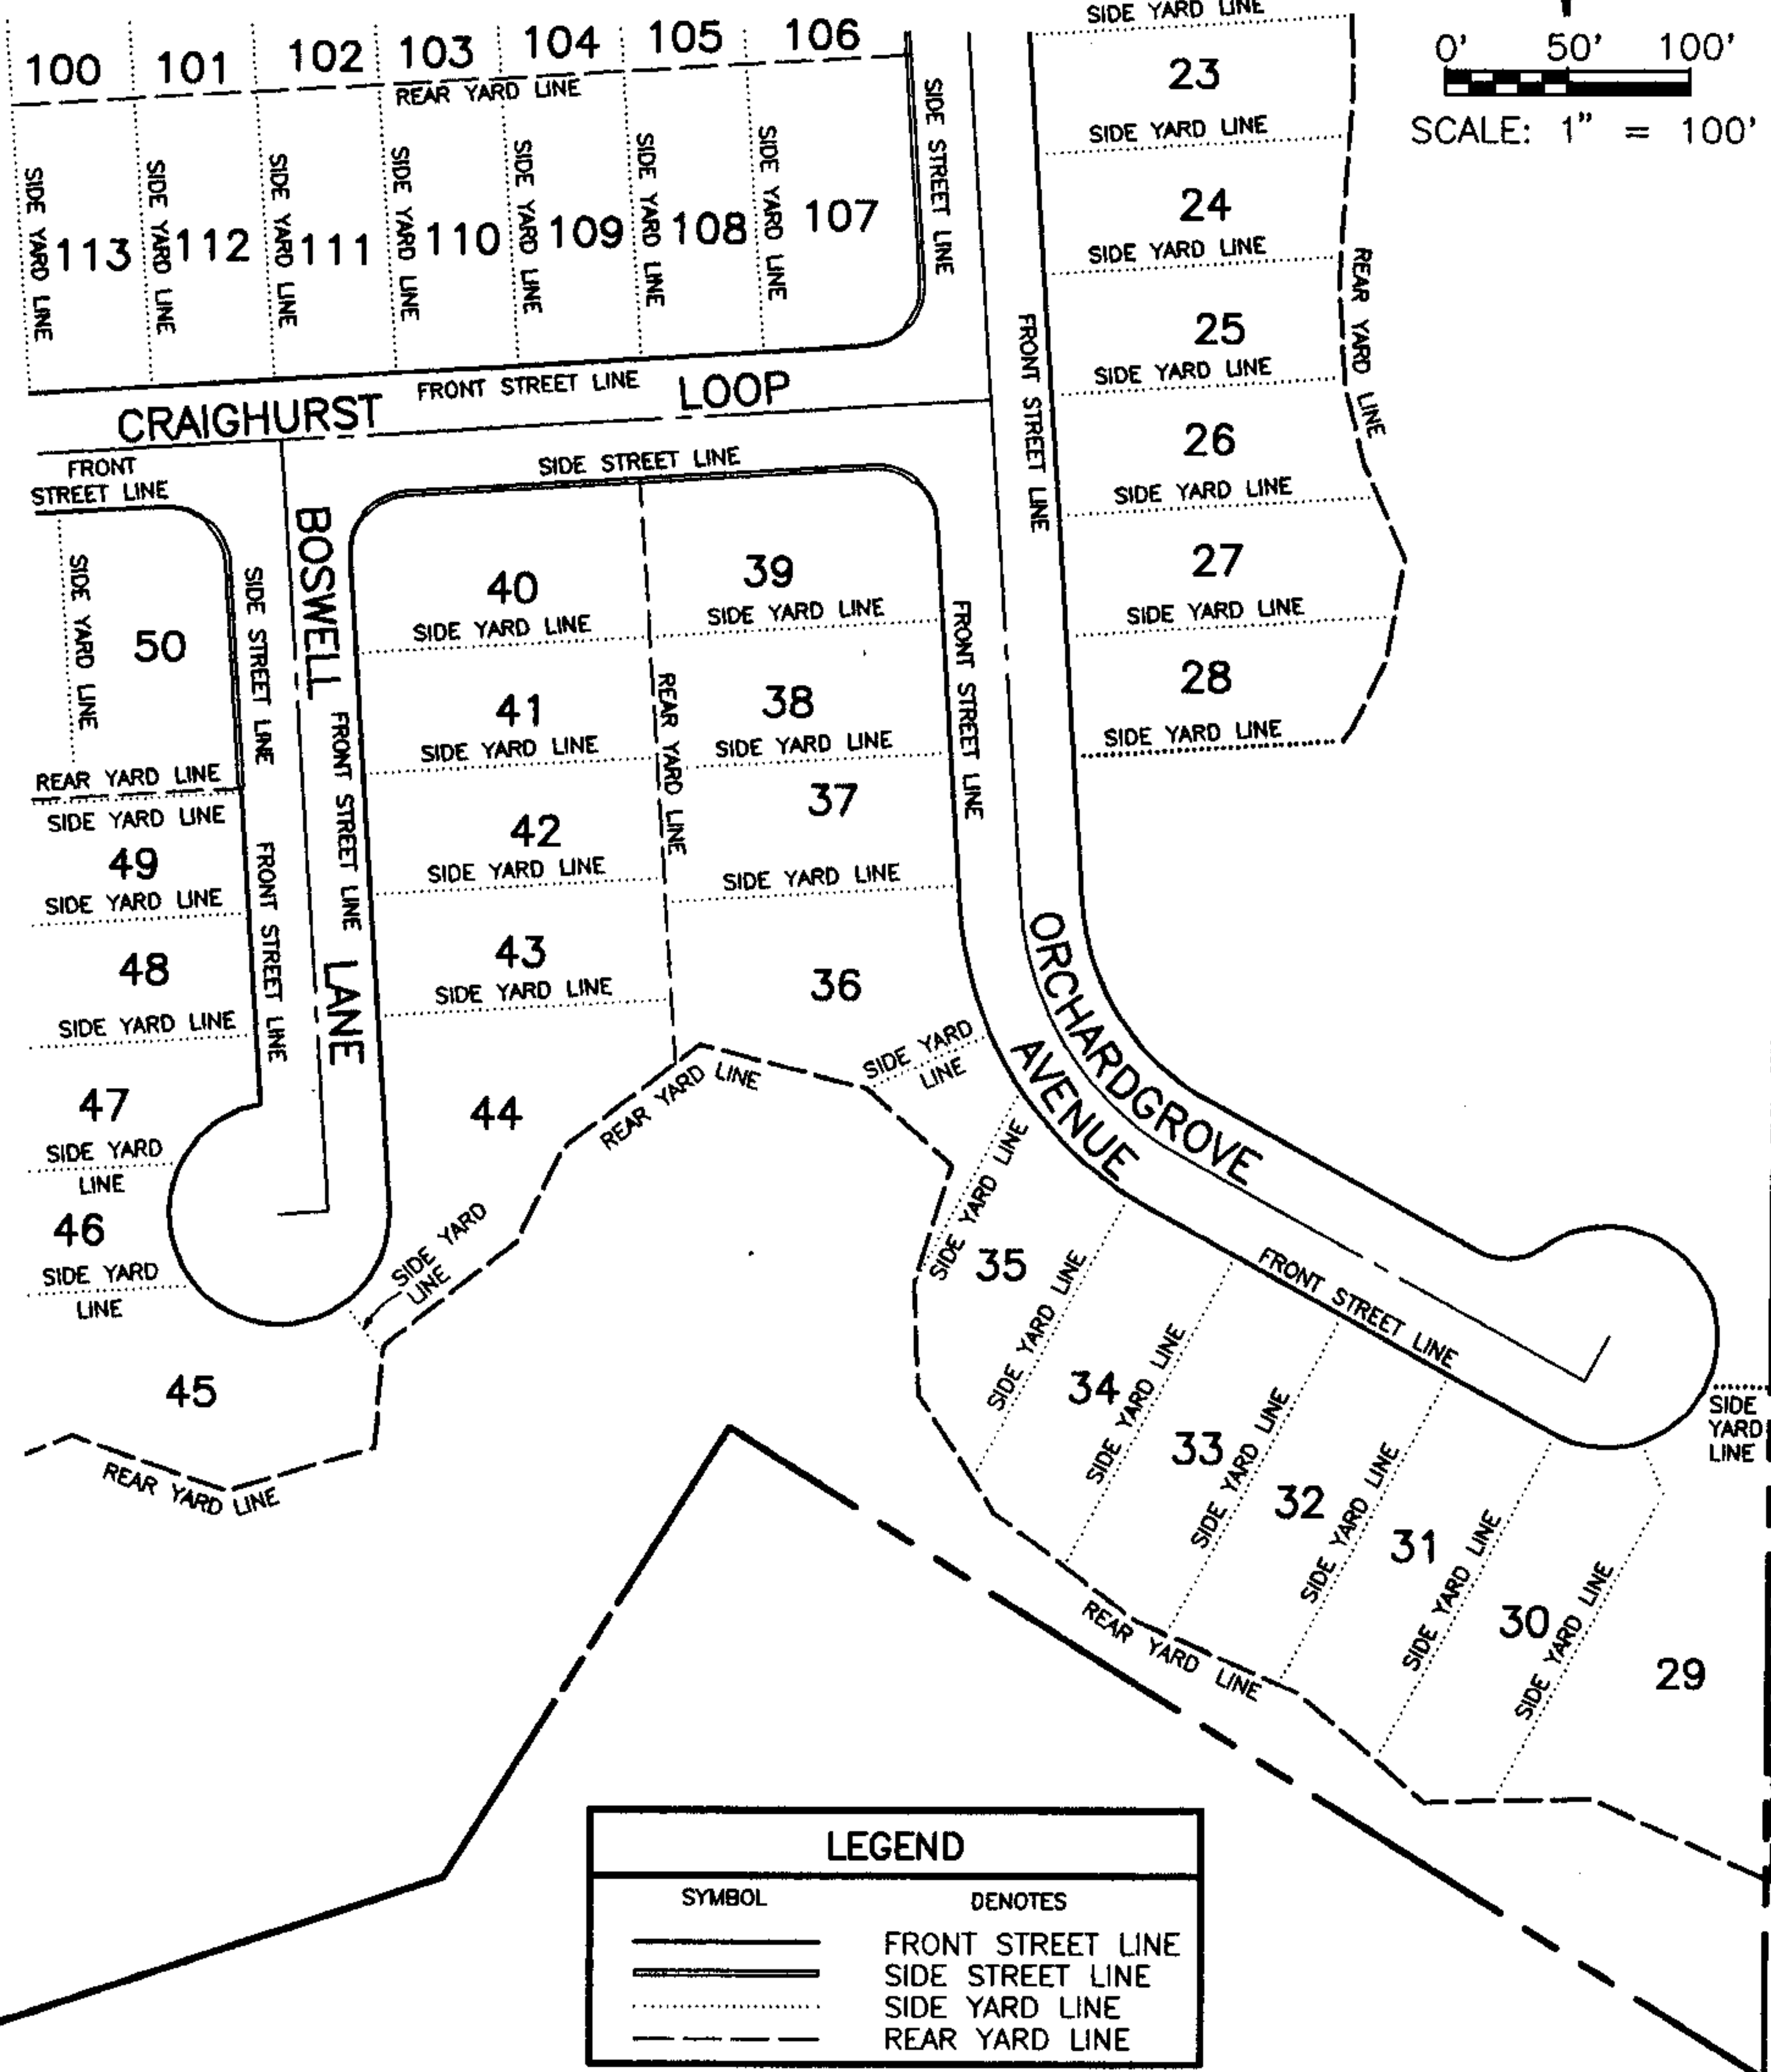 SIDE YARD LINE
0' 50' 100'
SCALE: 1" = 100'
100 101 102 103 104 105 106
REAR YARD LINE
SIDE YARD LINE
113
SIDE YARD LINE
112
SIDE YARD LINE
111
SIDE YARD LINE
110
SIDE YARD LINE
109
SIDE YARD LINE
108
SIDE YARD LINE
107
SIDE STREET LINE
23
SIDE YARD LINE
24
SIDE YARD LINE
25
SIDE YARD LINE
26
SIDE YARD LINE
27
SIDE YARD LINE
28
SIDE YARD LINE
REAR YARD LINE
FRONT STREET LINE
FRONT STREET LINE
CRAIGHURST LOOP
FRONT
STREET LINE
SIDE STREET LINE
SIDE YARD LINE
50
SIDE STREET LINE
BOSWELL LANE
FRONT STREET LINE
REAR YARD LINE
SIDE YARD LINE
49
SIDE YARD LINE
48
SIDE YARD LINE
FRONT STREET LINE
47
SIDE YARD
LINE
46
SIDE YARD
LINE
45
REAR YARD LINE
40
SIDE YARD LINE
41
SIDE YARD LINE
42
SIDE YARD LINE
43
SIDE YARD LINE
44
SIDE YARD
LINE
REAR YARD LINE
REAR YARD LINE
39
SIDE YARD LINE
38
SIDE YARD LINE
37
SIDE YARD LINE
36
SIDE YARD
LINE
FRONT STREET LINE
ORCHARDGROVE
AVENUE
SIDE YARD LINE
35
SIDE YARD LINE
34
SIDE YARD LINE
33
SIDE YARD LINE
32
SIDE YARD LINE
31
SIDE YARD LINE
30
SIDE YARD LINE
29
FRONT STREET LINE
SIDE
YARD
LINE
REAR YARD LINE
LEGEND
SYMBOL DENOTES
FRONT STREET LINE
SIDE STREET LINE
SIDE YARD LINE
REAR YARD LINE